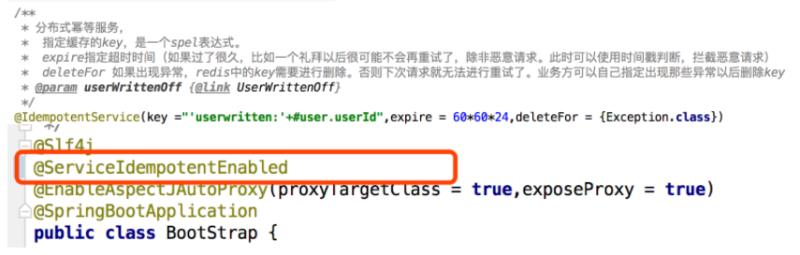 /**
* 分布式幂等服务，
* 指定缓存的key，是一个spel表达式。
* expire指定超时时间（如果过了很久，比如一个礼拜以后很可能不会再重试了，除非恶意请求。此时可以使用时间戳判断，拦截恶意请求）
* deleteFor 如果出现异常，redis中的key需要进行删除。否则下次请求就无法进行重试了。业务方可以自己指定出现那些异常以后删除key
* @param userWrittenOff {@link UserWrittenOff}
*/
@IdempotentService(key ="'userwritten:'+#user.userId",expire = 60*60*24,deleteFor = {Exception.class})
*/
@Slf4j
@ServiceIdempotentEnabled
@EnableAspectJAutoProxy(proxyTargetClass = true,exposeProxy = true)
@SpringBootApplication
public class BootStrap {